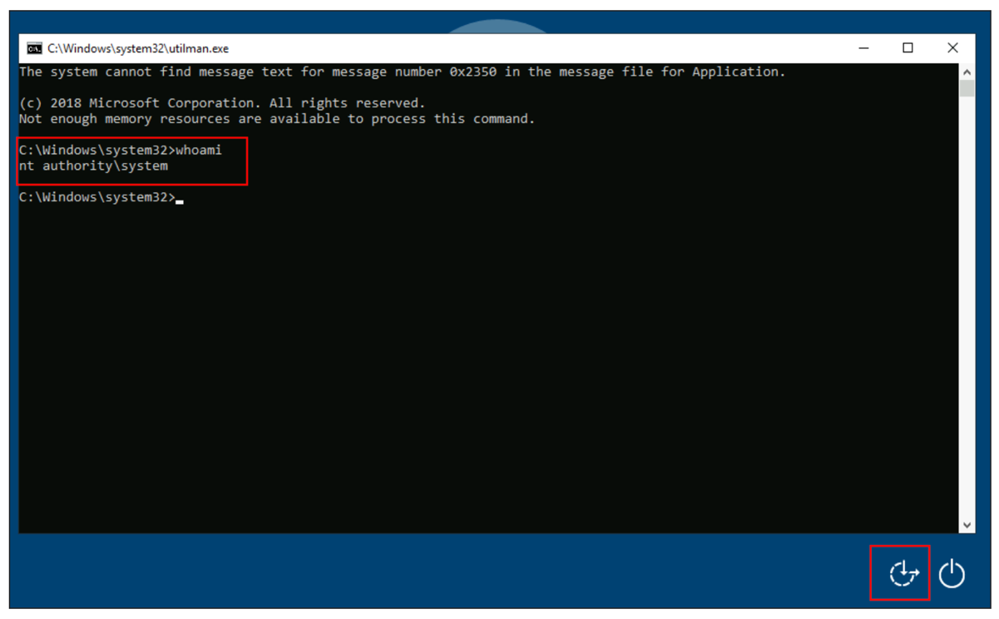 C:\Windows\system32\utilman.exe
The system cannot find message text for message number 0x2350 in the message file for Application.
(c) 2018 Microsoft Corporation. All rights reserved.
Not enough memory resources are available to process this command.
C:\Windows\system32>whoami
nt authority\system
C:\Windows\system32>